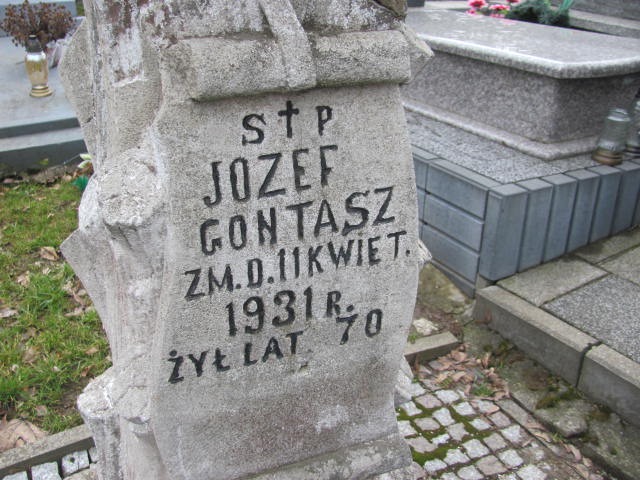 S † P
JOZEF
GONTASZ
ZM. D. 11 KWIET.
1931 R.
ŻYŁ LAT 70